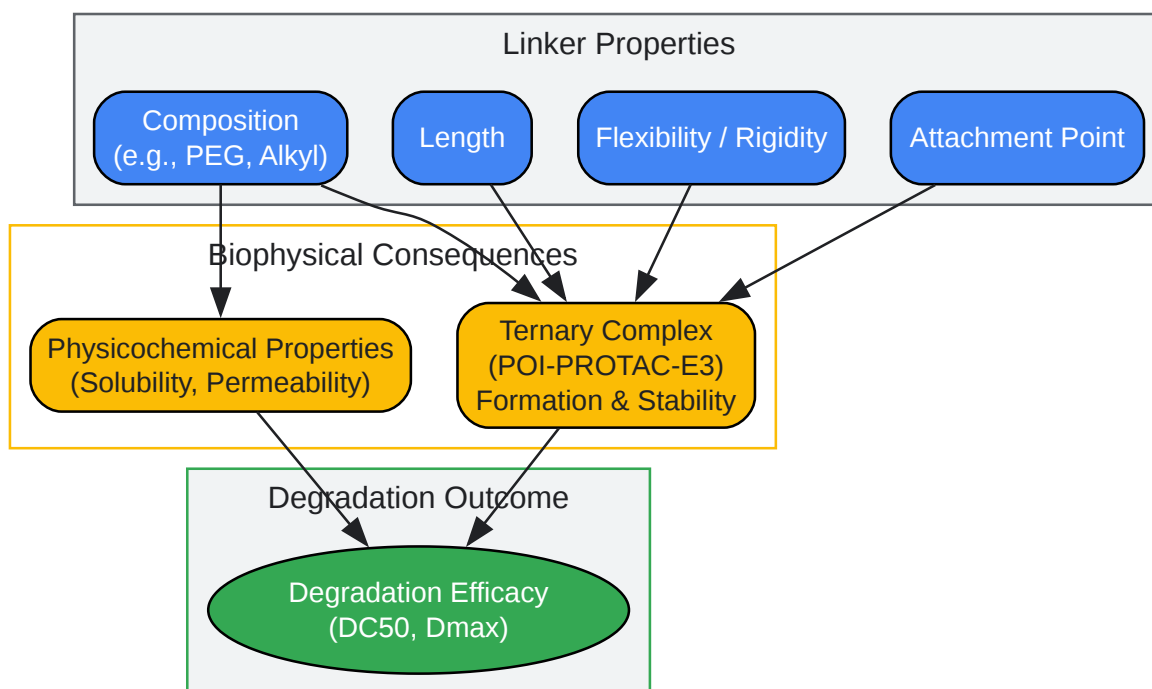 Linker Properties
Composition
(e.g., PEG, Alkyl)
Length
Flexibility / Rigidity
Attachment Point
Biophysical Consequences
Physicochemical Properties
(Solubility, Permeability)
Ternary Complex
(POI-PROTAC-E3)
Formation & Stability
Degradation Outcome
Degradation Efficacy
(DC50, Dmax)